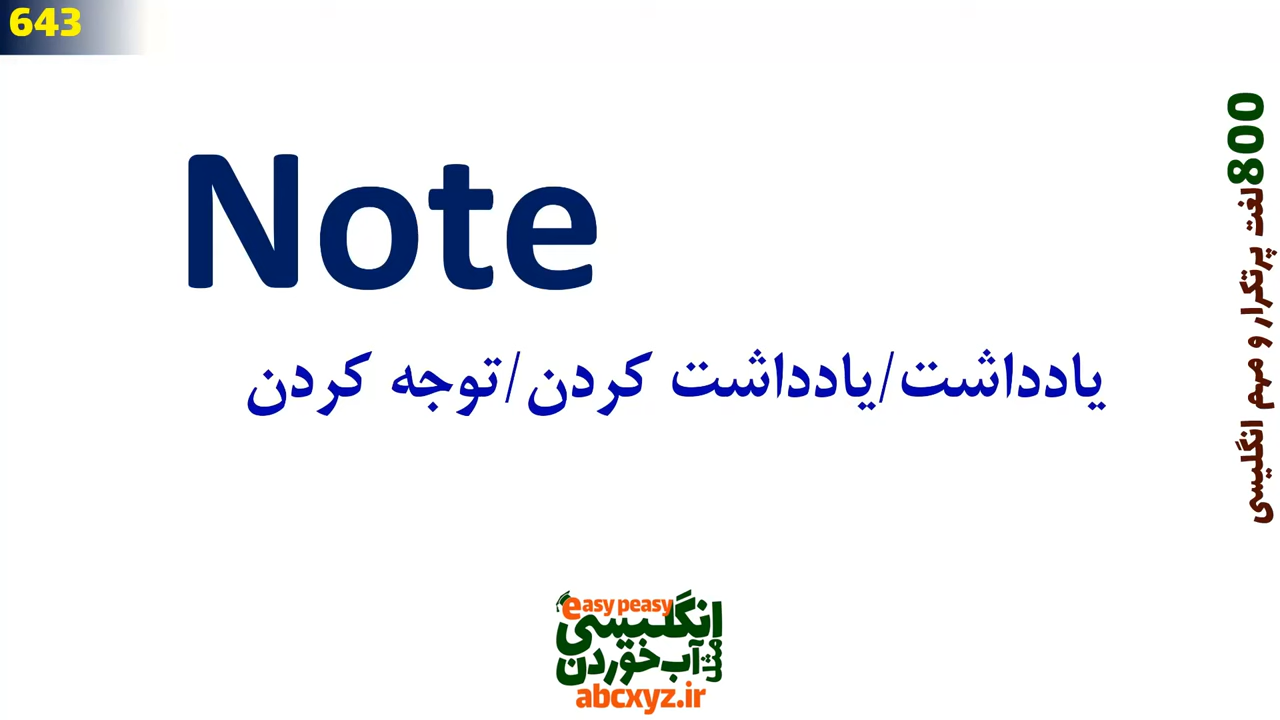 643
Note
یادداشت/یادداشت کردن/توجه کردن
800 لغت پرتکرار و مهم انگلیسی
easy peasy
انگلیسی
مثل آب خوردن
abcxyz.ir